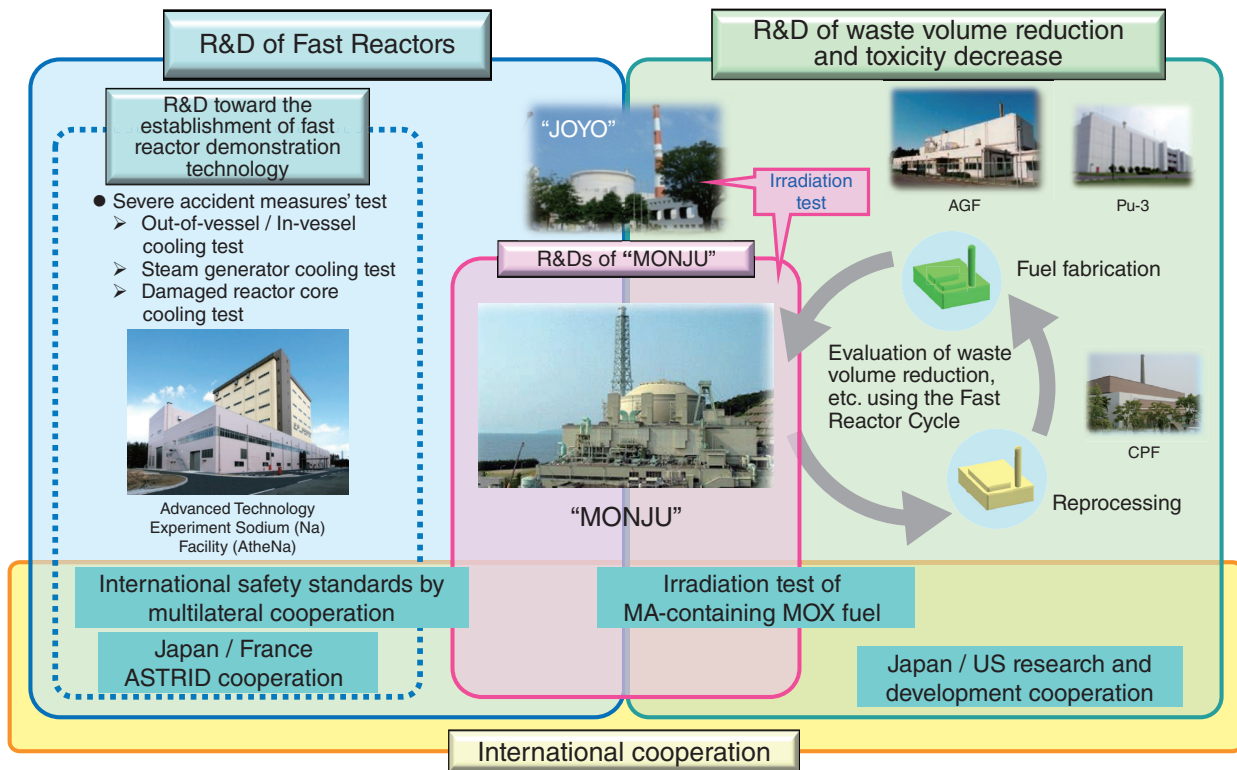 R&D of Fast Reactors
R&D of waste volume reduction
and toxicity decrease
R&D toward the
establishment of fast
reactor demonstration
technology
● Severe accident measures' test
➢ Out-of-vessel / In-vessel
cooling test
➢ Steam generator cooling test
➢ Damaged reactor core
cooling test
Advanced Technology
Experiment Sodium (Na)
Facility (AtheNa)
“JOYO”
Irradiation
test
R&Ds of “MONJU”
“MONJU”
AGF
Pu-3
Fuel fabrication
Evaluation of waste
volume reduction,
etc. using the Fast
Reactor Cycle
CPF
Reprocessing
International safety standards by
multilateral cooperation
Japan / France
ASTRID cooperation
Irradiation test of
MA-containing MOX fuel
Japan / US research and
development cooperation
International cooperation